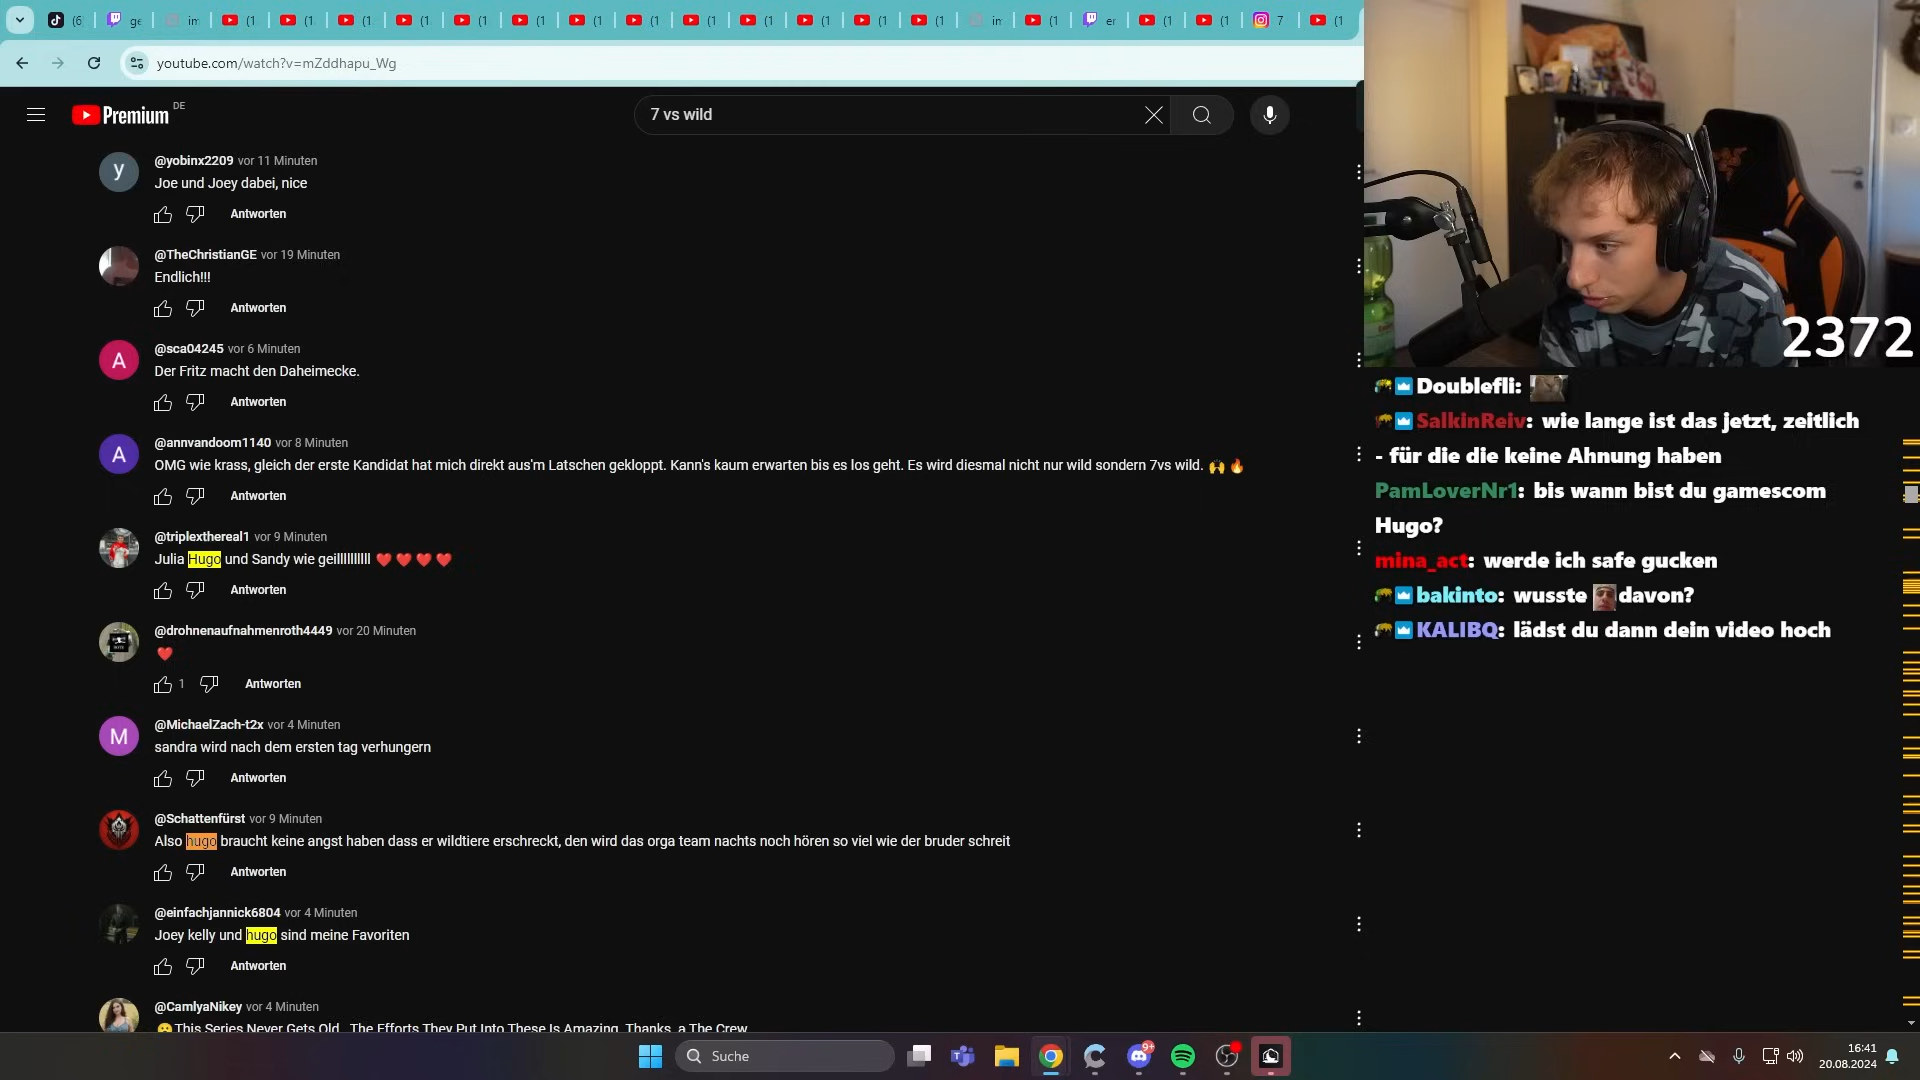 youtube.com/watch?v=mZddhapu_Wg
Premium DE
7 vs wild
@yobinx2209 vor 11 Minuten
Joe und Joey dabei, nice
Antworten
@TheChristianGE vor 19 Minuten
Endlich!!!
Antworten
@sca04245 vor 6 Minuten
Der Fritz macht den Daheimecke.
Antworten
@annvandoom1140 vor 8 Minuten
OMG wie krass, gleich der erste Kandidat hat mich direkt aus'm Latschen gekloppt. Kann's kaum erwarten bis es los geht. Es wird diesmal nicht nur wild sondern 7vs wild. 🙌 🔥
Antworten
@triplexthereal1 vor 9 Minuten
Julia Hugo und Sandy wie geilllllllllll ❤️ ❤️ ❤️ ❤️
Antworten
@drohnenaufnahmenroth4449 vor 20 Minuten
❤️
1 Antworten
@MichaelZach-t2x vor 4 Minuten
sandra wird nach dem ersten tag verhungern
Antworten
@Schattenfürst vor 9 Minuten
Also hugo braucht keine angst haben dass er wildtiere erschreckt, den wird das orga team nachts noch hören so viel wie der bruder schreit
Antworten
@einfachjannick6804 vor 4 Minuten
Joey kelly und hugo sind meine Favoriten
Antworten
@CamlyaNikey vor 4 Minuten
This Series Never Gets Old.. The Efforts They Put Into These Is Amazing. Thanks, a The Crew
2372
Doublefli:
SalkinReiv: wie lange ist das jetzt, zeitlich
- für die die keine Ahnung haben
PamLoverNr1: bis wann bist du gamescom
Hugo?
mina_act: werde ich safe gucken
bakinto: wusste davon?
KALIBQ: lädst du dann dein video hoch
Suche
9+
16:41
20.08.2024